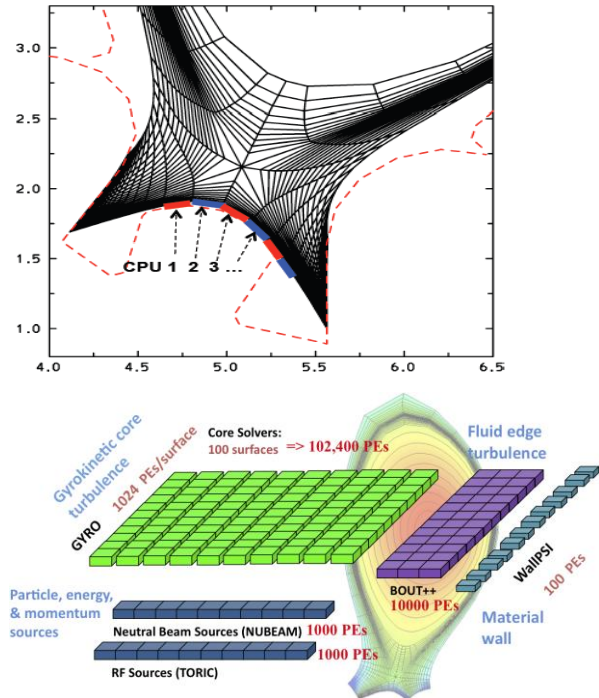 3.0
2.5
2.0
1.5
1.0
4.0 4.5 5.0 5.5 6.0 6.5
CPU 1 2 3 ...
Gyrokinetic core
turbulence
1024 PEs/surface
GYRO
Core Solvers:
100 surfaces => 102,400 PEs
Fluid edge
turbulence
WallPSI
100 PEs
BOUT++
10000 PEs
Material
wall
Particle, energy,
& momentum
sources
Neutral Beam Sources (NUBEAM) 1000 PEs
1000 PEs
RF Sources (TORIC)